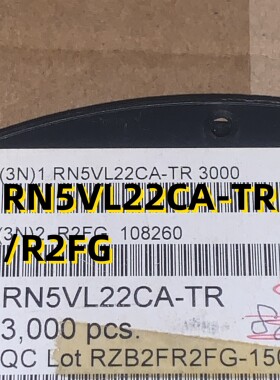 (3N)1 RN5VL22CA-TR 3000
RN5VL22CA-TR
(3N)2 R2FG 108260
/R2FG
RN5VL22CA-TR
3,000 pcs.
QC Lot RZB2FR2FG-15